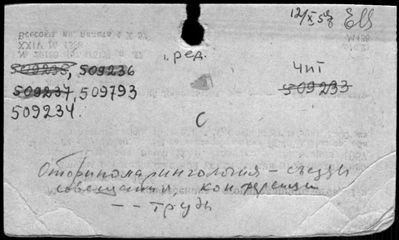 12/X 58
ред. Чит
509235, 509236 509233
509237, 509793
509234.
С
Оториноларингология - съезды
совещания конференции
-- труды